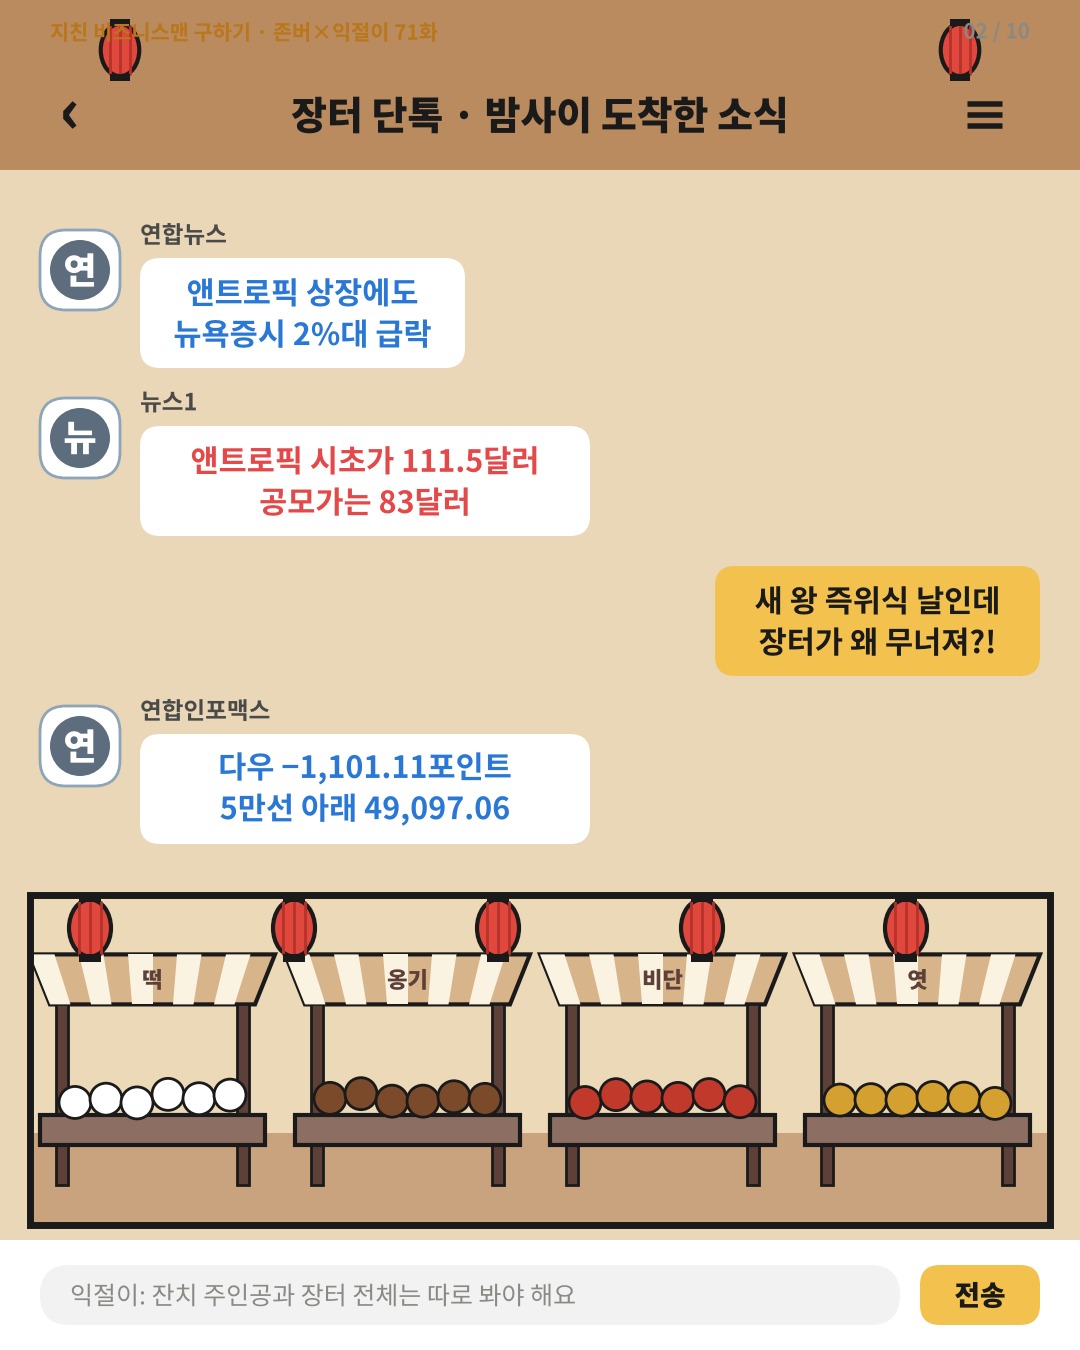 지친 비즈니스맨 구하기 · 존버×익절이 71화
02 / 10
장터 단톡 · 밤사이 도착한 소식
연
연합뉴스
앤트로픽 상장에도
뉴욕증시 2%대 급락
뉴
뉴스1
앤트로픽 시초가 111.5달러
공모가는 83달러
새 왕 즉위식 날인데
장터가 왜 무너져?!
연
연합인포맥스
다우 −1,101.11포인트
5만선 아래 49,097.06
떡
옹기
비단
엿
익절이: 잔치 주인공과 장터 전체는 따로 봐야 해요
전송